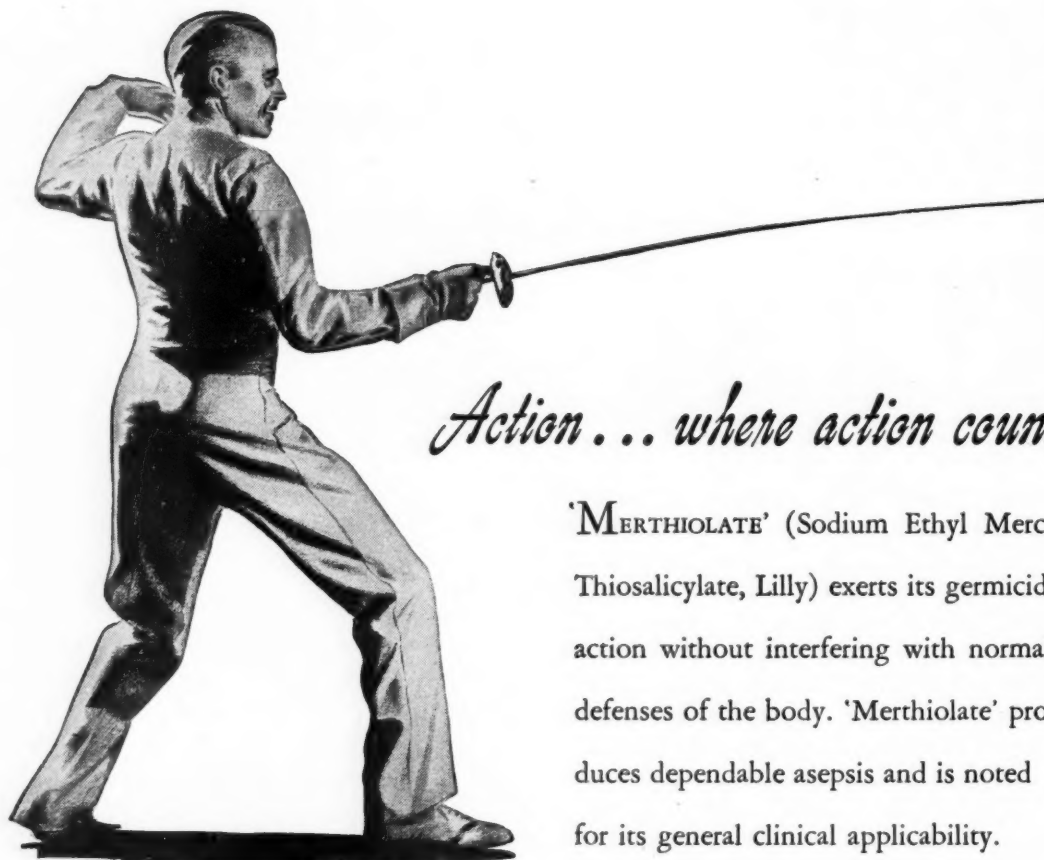 Action... where action coun
‘MERTHIOLATE’ (Sodium Ethyl Merc
Thiosalicylate, Lilly) exerts its germicid
action without interfering with norma
defenses of the body. ‘Merthiolate’ pro
duces dependable asepsis and is noted
for its general clinical applicability.